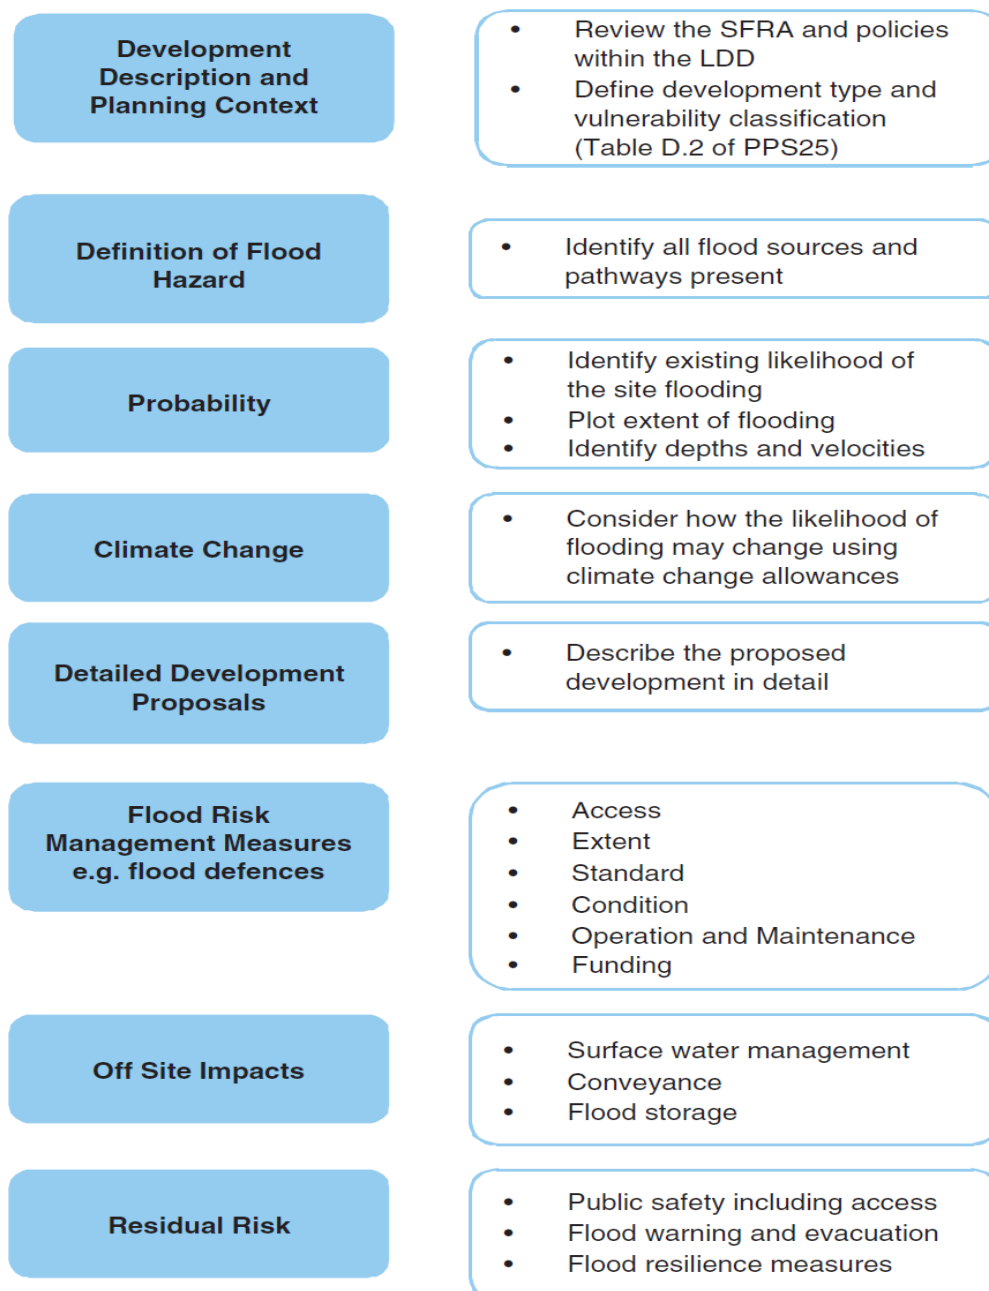 Development
Description and
Planning Context
• Review the SFRA and policies
within the LDD
• Define development type and
vulnerability classification
(Table D.2 of PPS25)
Definition of Flood
Hazard
• Identify all flood sources and
pathways present
Probability
• Identify existing likelihood of
the site flooding
• Plot extent of flooding
• Identify depths and velocities
Climate Change
• Consider how the likelihood of
flooding may change using
climate change allowances
Detailed Development
Proposals
• Describe the proposed
development in detail
Flood Risk
Management Measures
e.g. flood defences
• Access
• Extent
• Standard
• Condition
• Operation and Maintenance
• Funding
Off Site Impacts
• Surface water management
• Conveyance
• Flood storage
Residual Risk
• Public safety including access
• Flood warning and evacuation
• Flood resilience measures